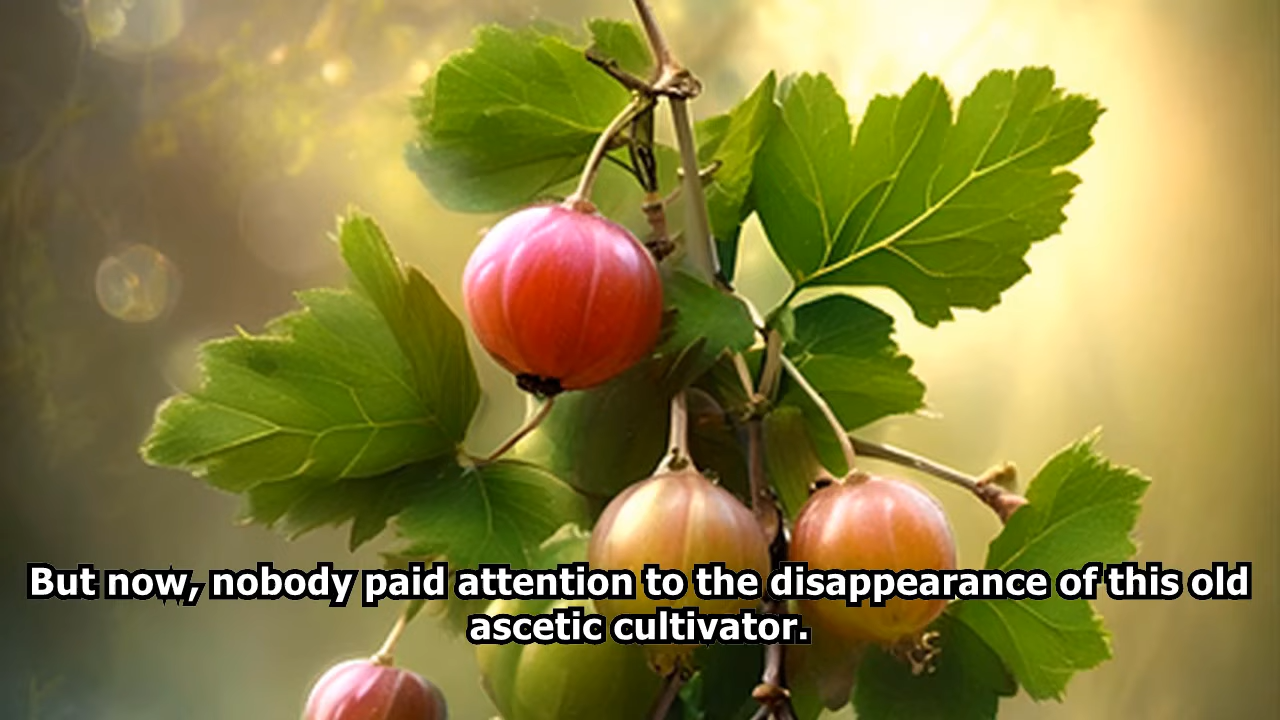 But now, nobody paid attention to the disappearance of this old
ascetic cultivator.